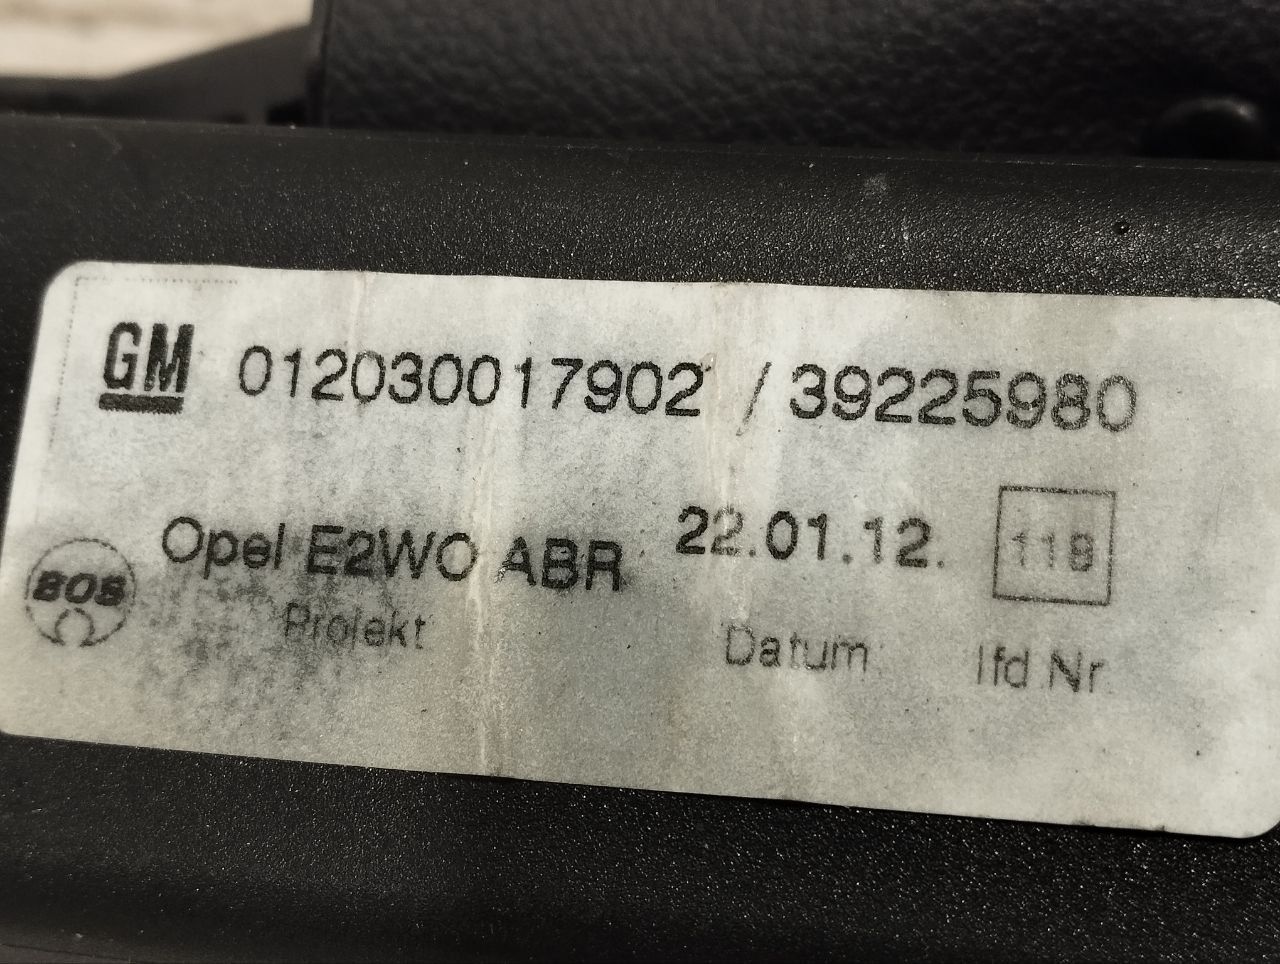 GM 012030017902 / 39225980
Opel E2WO ABR 22.01.12. 118
BOS
Projekt Datum lfd.Nr.